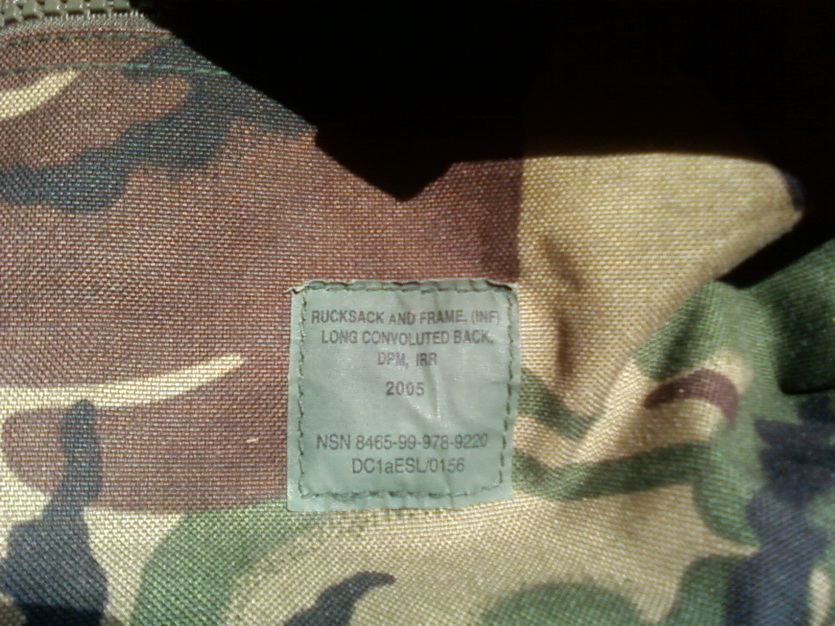 RUCKSACK AND FRAME, (INF)
LONG CONVOLUTED BACK,
DPM, IRR
2005
NSN 8465-99-978-9220
DC1aESL/0156